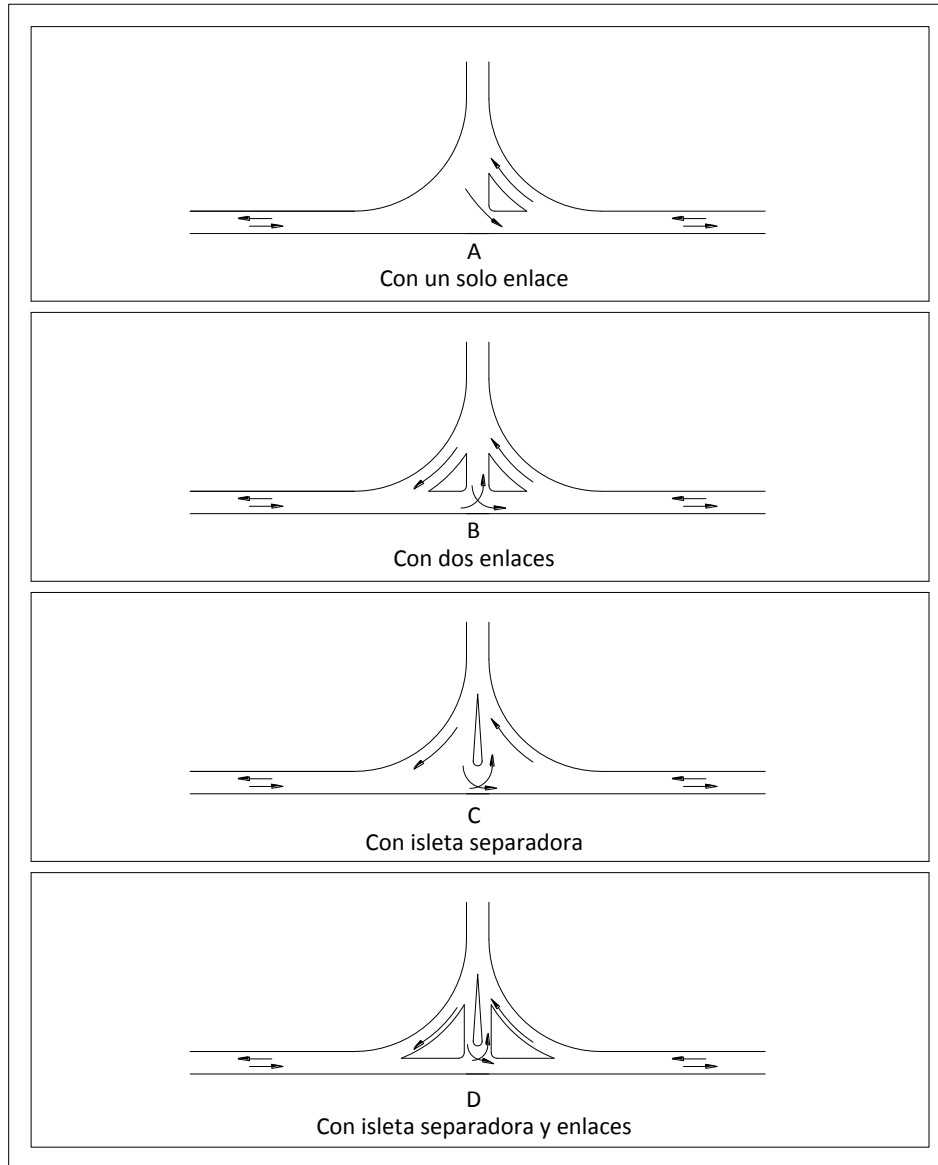 A
Con un solo enlace
B
Con dos enlaces
C
Con isleta separadora
D
Con isleta separadora y enlaces